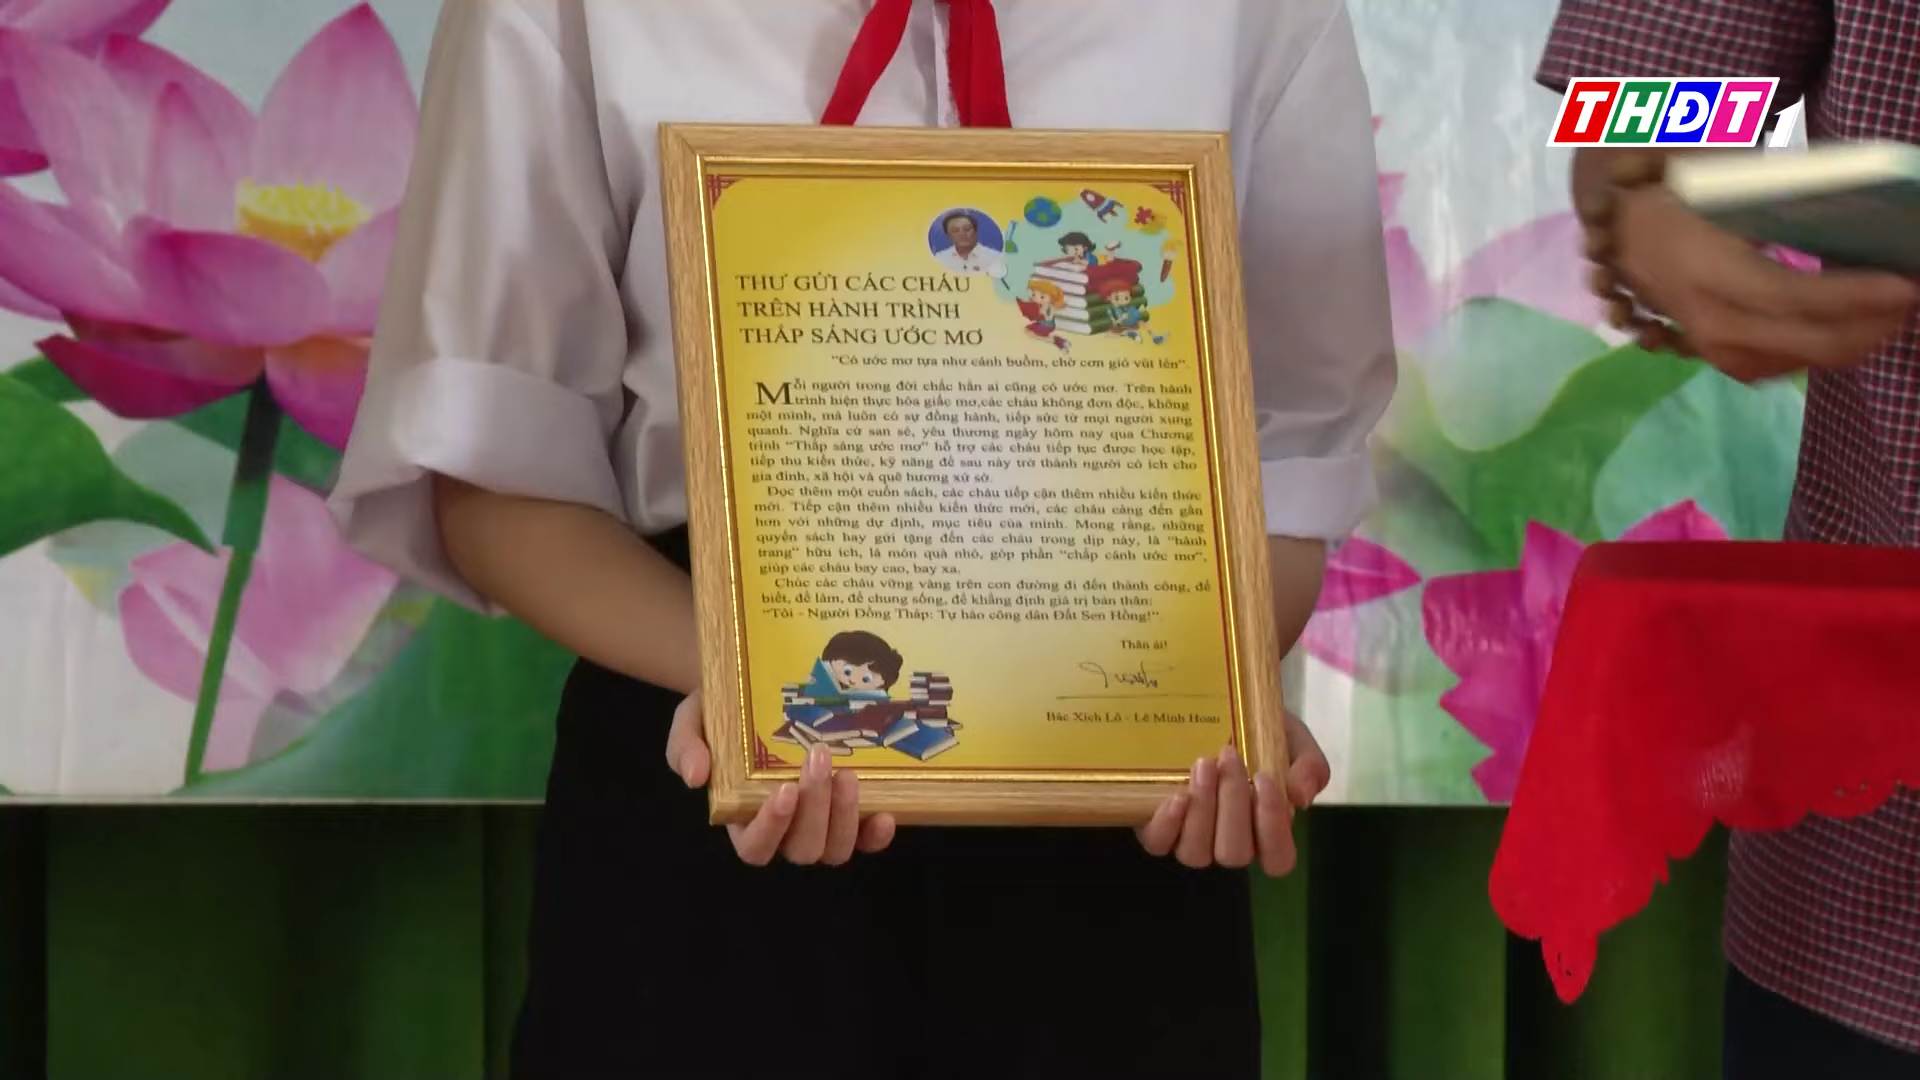 THĐT1
THƯ GỬI CÁC CHÁU
TRÊN HÀNH TRÌNH
THẮP SÁNG ƯỚC MƠ
"Có ước mơ tựa như cánh buồm, chờ cơn gió vút lên".
Mỗi người trong đời chắc hẳn ai cũng có ước mơ. Trên hành
trình hiện thực hóa giấc mơ,các cháu không đơn độc, không
một mình, mà luôn có sự đồng hành, tiếp sức từ mọi người xung
quanh. Nghĩa cử san sẻ, yêu thương ngày hôm nay qua Chương
trình "Thắp sáng ước mơ" hỗ trợ các cháu tiếp tục được học tập,
tiếp thu kiến thức, kỹ năng để sau này trở thành người có ích cho
gia đình, xã hội và quê hương xứ sở.
Đọc thêm một cuốn sách, các cháu tiếp cận thêm nhiều kiến thức
mới. Tiếp cận thêm nhiều kiến thức mới, các cháu càng đến gần
hơn với những dự định, mục tiêu của mình. Mong rằng, những
quyển sách hay gửi tặng đến các cháu trong dịp này, là "hành
trang" hữu ích, là món quà nhỏ, góp phần "chắp cánh ước mơ",
giúp các cháu bay cao, bay xa.
Chúc các cháu vững vàng trên con đường đi đến thành công, để
biết, để làm, để chung sống, để khẳng định giá trị bản thân:
"Tôi - Người Đồng Tháp: Tự hào công dân Đất Sen Hồng!".
Thân ái!
Bác Xích Lô - Lê Minh Hoan